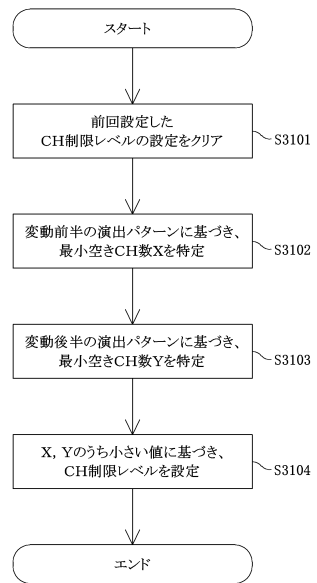 スタート
前回設定した
CH制限レベルの設定をクリア
S3101
変動前半の演出パターンに基づき、
最小空きCH数Xを特定
S3102
変動後半の演出パターンに基づき、
最小空きCH数Yを特定
S3103
X, Yのうち小さい値に基づき、
CH制限レベルを設定
S3104
エンド